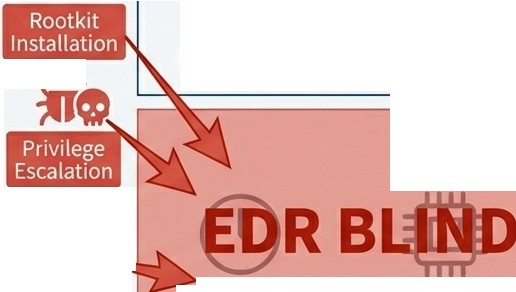 Rootkit
Installation
Privilege
Escalation
EDR BLIND